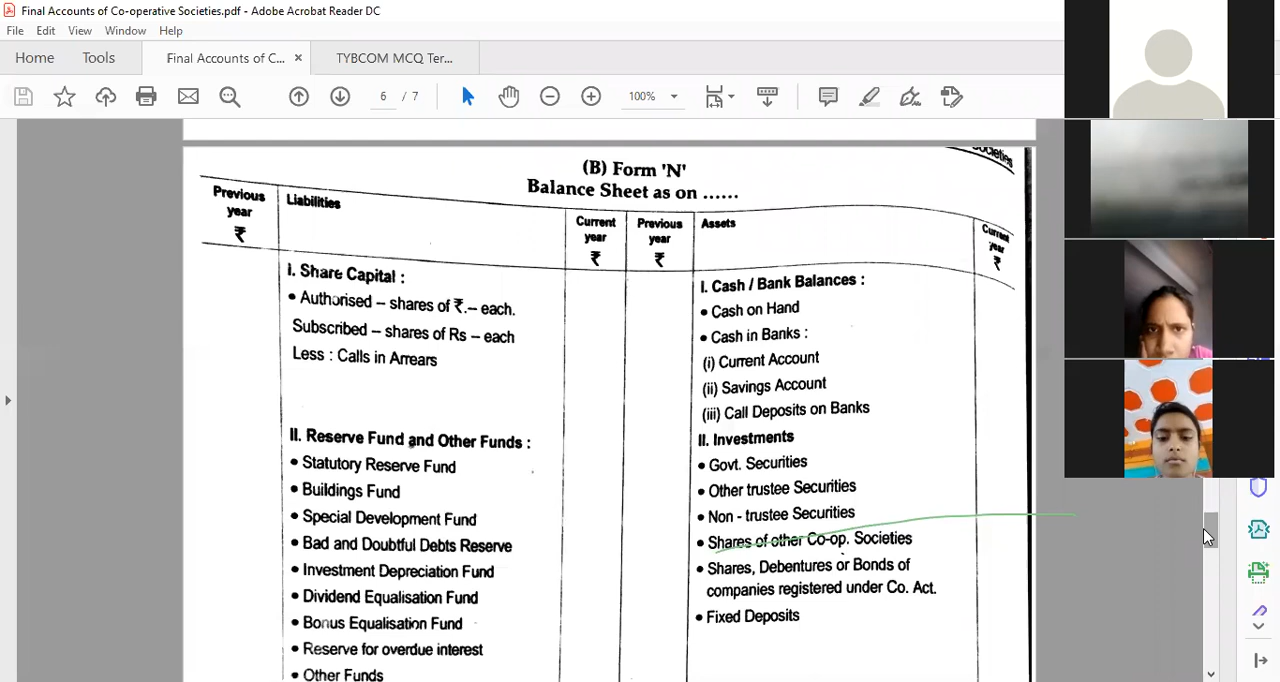 Final Accounts of Co-operative Societies.pdf - Adobe Acrobat Reader DC
File Edit View Window Help
Home Tools Final Accounts of C... × TYBCOM MCQ Ter...
6 / 7 100%
Societies
(B) Form 'N'
Balance Sheet as on ......
Previous year ₹ Liabilities Current year ₹ Previous year ₹ Assets Current year ₹
I. Share Capital :
• Authorised – shares of ₹.– each.
Subscribed – shares of Rs – each
Less : Calls in Arrears
II. Reserve Fund and Other Funds :
• Statutory Reserve Fund
• Buildings Fund
• Special Development Fund
• Bad and Doubtful Debts Reserve
• Investment Depreciation Fund
• Dividend Equalisation Fund
• Bonus Equalisation Fund
• Reserve for overdue interest
• Other Funds
I. Cash / Bank Balances :
• Cash on Hand
• Cash in Banks :
(i) Current Account
(ii) Savings Account
(iii) Call Deposits on Banks
II. Investments
• Govt. Securities
• Other trustee Securities
• Non - trustee Securities
• Shares of other Co-op. Societies
• Shares, Debentures or Bonds of
companies registered under Co. Act.
• Fixed Deposits